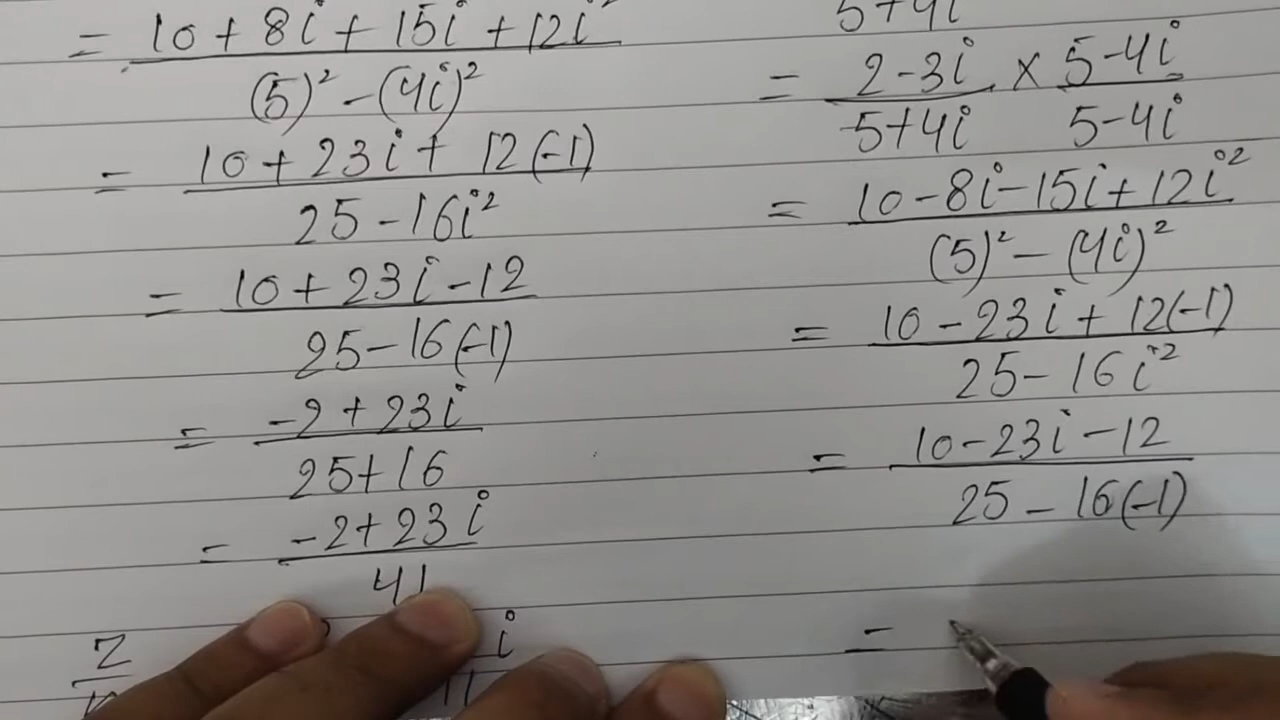 = 10 + 8i + 15i + 12i²
(5)² - (4i)²
= 10 + 23i + 12(-1)
25 - 16i²
= 10 + 23i - 12
25 - 16(-1)
= -2 + 23i
25 + 16
= -2 + 23i
41
z
i
5+4i
= 2 - 3i × 5 - 4i
5+4i 5-4i
= 10 - 8i - 15i + 12i²
(5)² - (4i)²
= 10 - 23i + 12(-1)
25 - 16i²
= 10 - 23i - 12
25 - 16(-1)
=